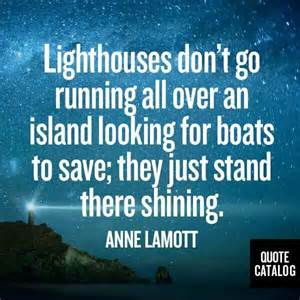 Lighthouses don't go
running all over an
island looking for boats
to save; they just stand
there shining.
ANNE LAMOTT
QUOTE
CATALOG